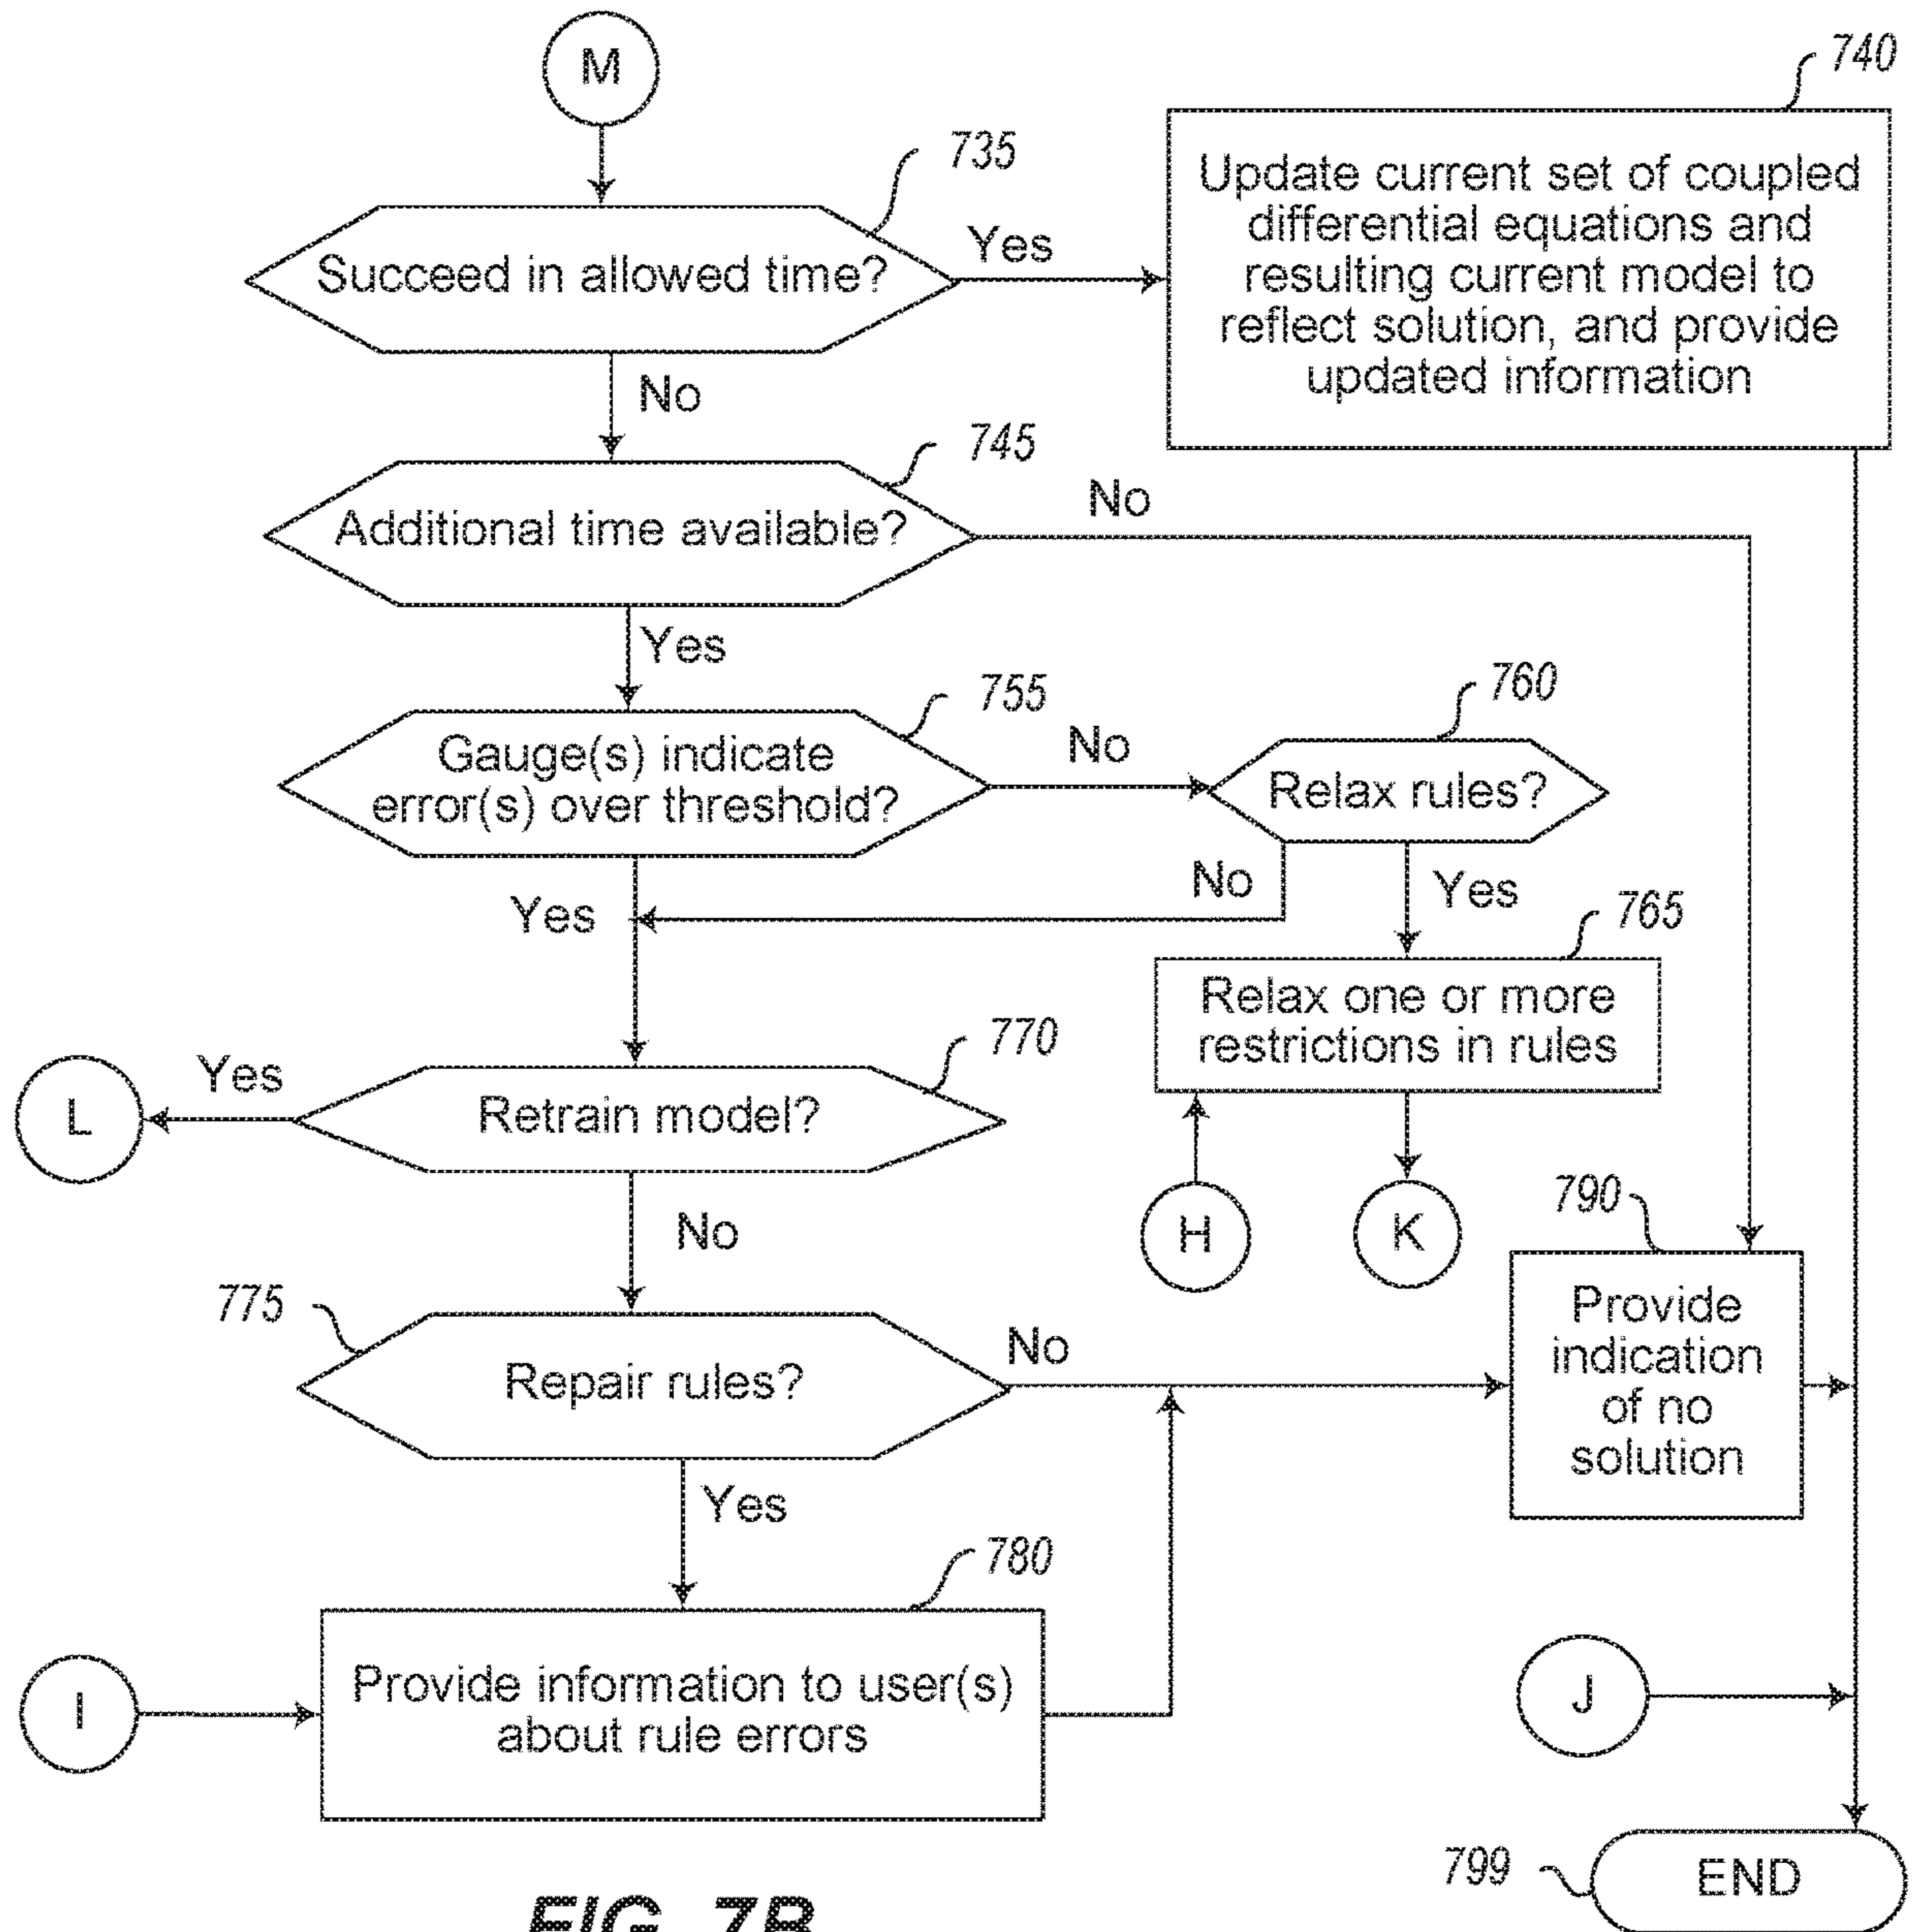 M
740
735
Update current set of coupled
differential equations and
resulting current model to
reflect solution, and provide
updated information
Yes
Succeed in allowed time?
No
745
No
Additional time available?
Yes
755
760
Gauge(s) indicate
error(s) over threshold?
No
Relax rules?
Yes
No
Yes
765
Relax one or more
restrictions in rules
770
Yes
L
Retrain model?
No
H
K
790
775
Provide
indication
of no
solution
No
Repair rules?
Yes
780
I
Provide information to user(s)
about rule errors
J
799
END
FIG. 7B